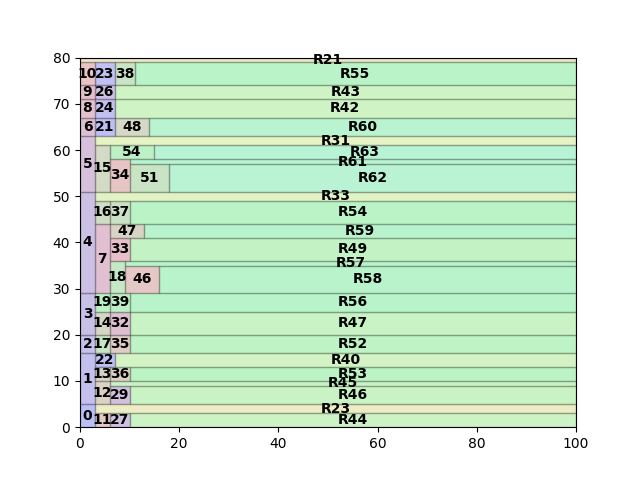 80
R21
10 23 38 R55
9 26 R43
70
8 24 R42
6 21 48 R60
R31
60
5 15 54 R63
R61
34 51 R62
50
R33
16 37 R54
47 R59
40
4 7 33 R49
R57
18 46 R58
30
19 39 R56
3
14 32 R47
20
2 17 35 R52
22 R40
1 13 36 R53
10
R45
12 29 R46
R23
0 11 27 R44
0
0 20 40 60 80 100